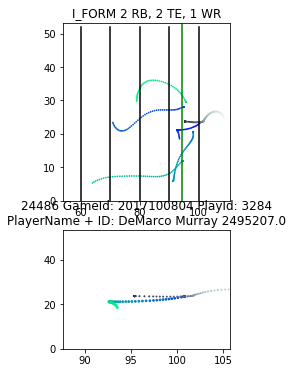 I_FORM 2 RB, 2 TE, 1 WR
50
40
30
20
10
0
60 80 100
24486 GameId: 2017100804 PlayId: 3284
PlayerName + ID: DeMarco Murray 2495207.0
40
20
0
90 95 100 105